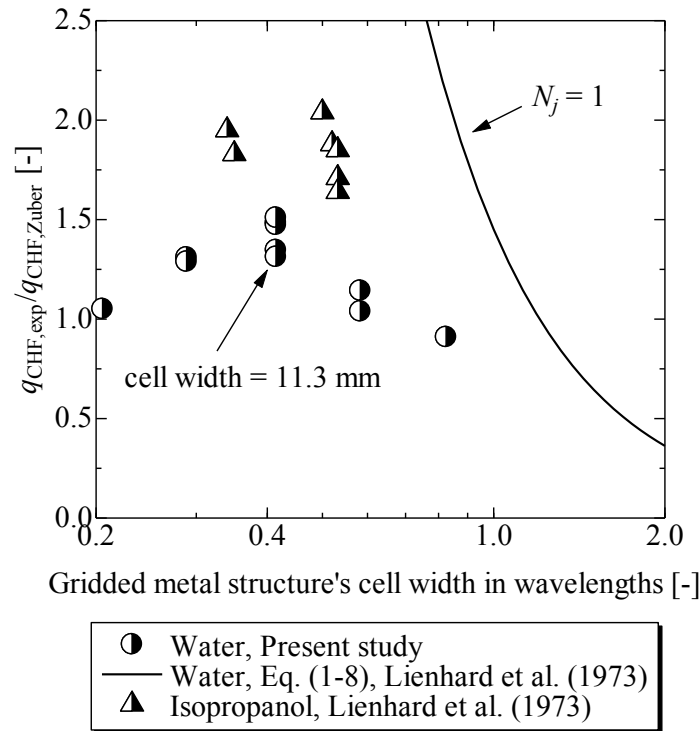 2.5
2.0
1.5
1.0
0.5
0.0
q_CHF,exp/q_CHF,Zuber [-]
N_j = 1
cell width = 11.3 mm
0.2 0.4 1.0 2.0
Gridded metal structure's cell width in wavelengths [-]
Water, Present study
Water, Eq. (1-8), Lienhard et al. (1973)
Isopropanol, Lienhard et al. (1973)